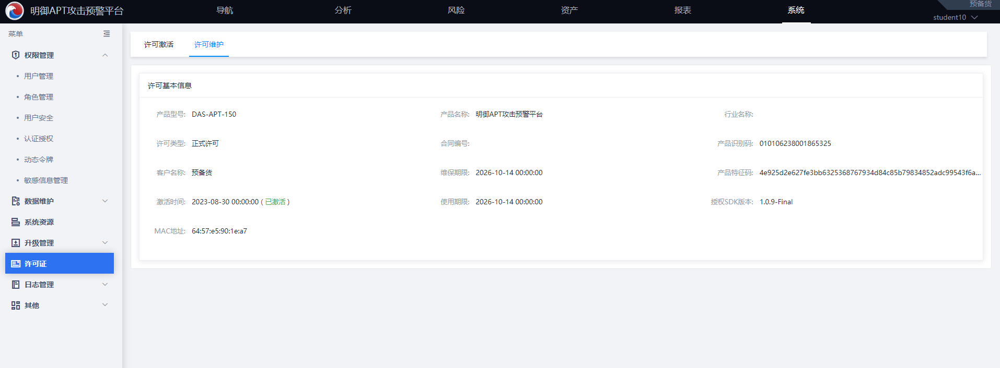 明御APT攻击预警平台
导航
分析
风险
资产
报表
系统
预备货
student10
菜单
权限管理
用户管理
角色管理
用户安全
认证授权
动态令牌
敏感信息管理
数据维护
系统资源
升级管理
许可证
日志管理
其他
许可激活
许可维护
许可基本信息
产品型号: DAS-APT-150
产品名称: 明御APT攻击预警平台
行业名称:
许可类型: 正式许可
合同编号:
产品识别码: 010106238001865325
客户名称: 预备货
维保期限: 2026-10-14 00:00:00
产品特征码: 4e925d2e627fe3bb6325368767934d84c85b79834852adc99543f6a...
激活时间: 2023-08-30 00:00:00 ( 已激活 )
使用期限: 2026-10-14 00:00:00
授权SDK版本: 1.0.9-Final
MAC地址: 64:57:e5:90:1e:a7